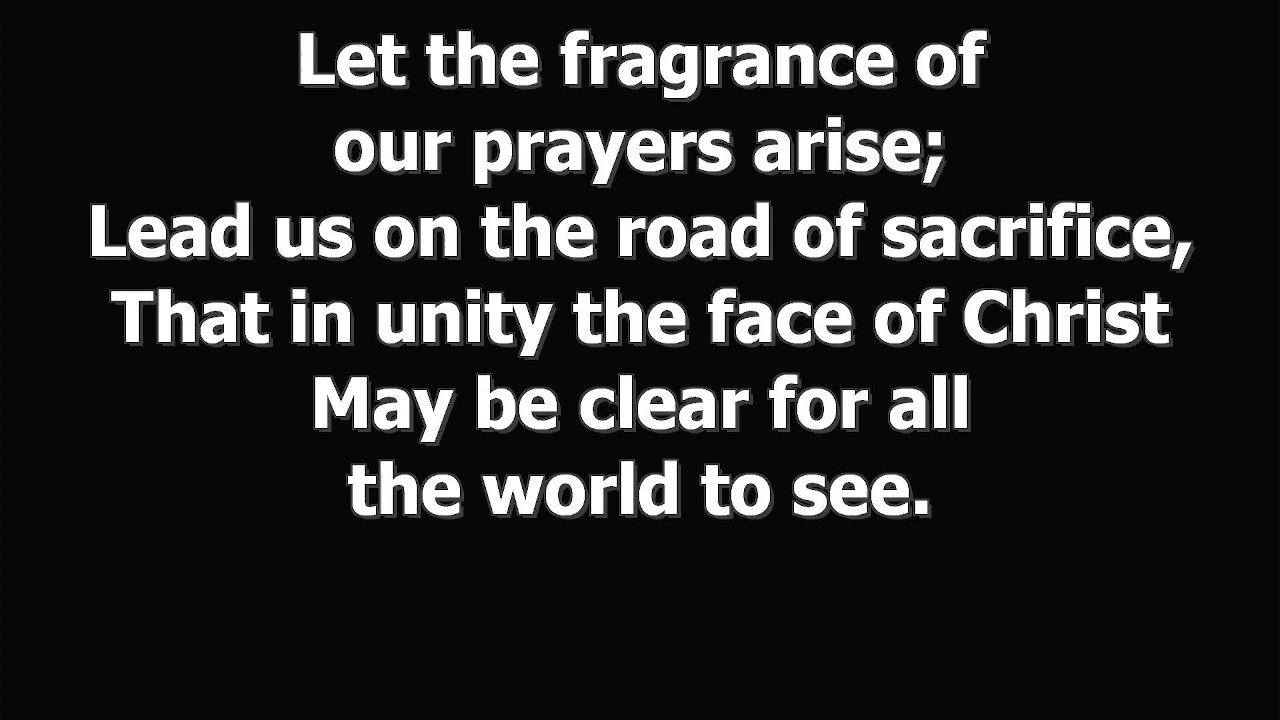 Let the fragrance of
our prayers arise;
Lead us on the road of sacrifice,
That in unity the face of Christ
May be clear for all
the world to see.